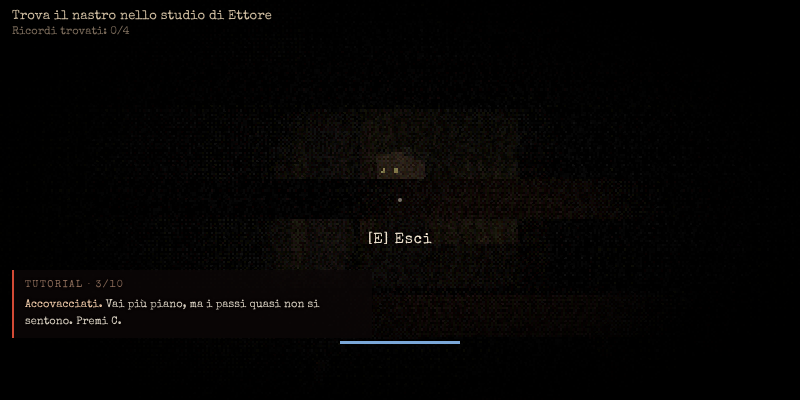 Trova il nastro nello studio di Ettore
Ricordi trovati: 0/4
[E] Esci
TUTORIAL · 3/10
Accovacciati. Vai più piano, ma i passi quasi non si
sentono. Premi C.